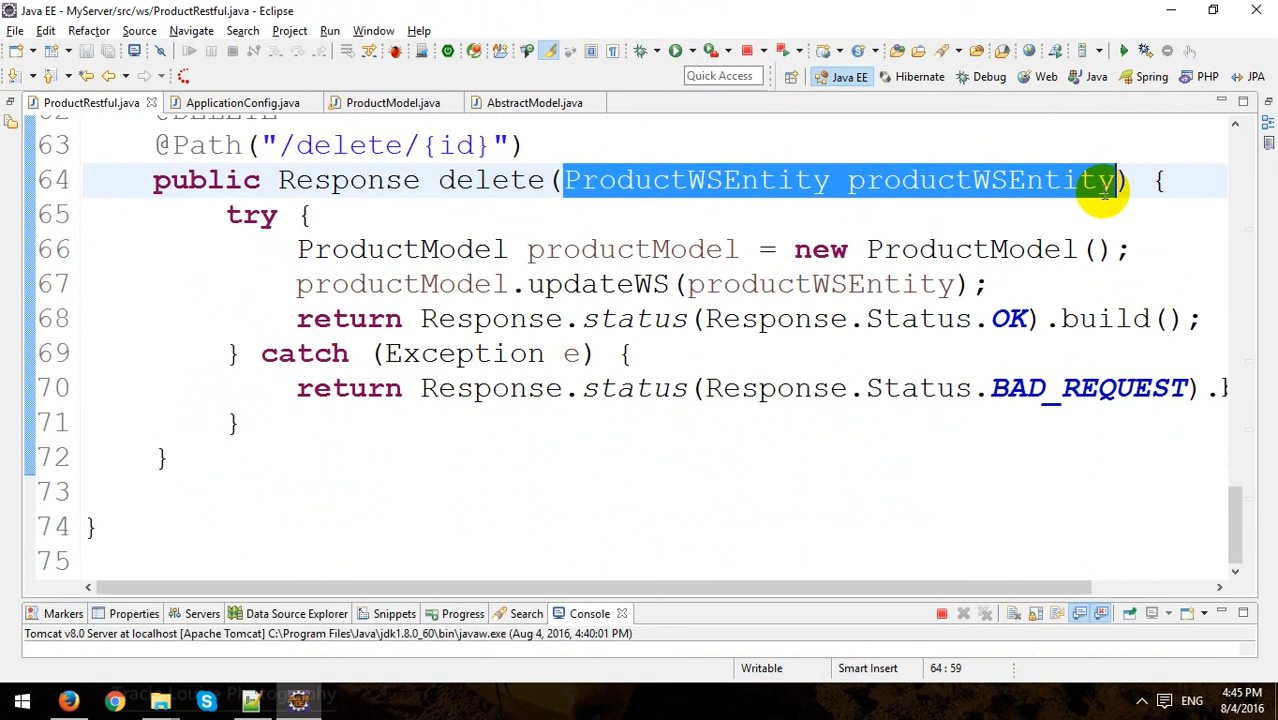 Java EE - MyServer/src/ws/ProductRestful.java - Eclipse
File Edit Refactor Source Navigate Search Project Run Window Help
Quick Access Java EE Hibernate Debug Web Java Spring PHP JPA
ProductRestful.java ApplicationConfig.java ProductModel.java AbstractModel.java
62 @DELETE
63 @Path("/delete/{id}")
64 public Response delete(ProductWSEntity productWSEntity) {
65 try {
66 ProductModel productModel = new ProductModel();
67 productModel.updateWS(productWSEntity);
68 return Response.status(Response.Status.OK).build();
69 } catch (Exception e) {
70 return Response.status(Response.Status.BAD_REQUEST).b
71 }
72 }
73
74 }
75
Markers Properties Servers Data Source Explorer Snippets Progress Search Console
Tomcat v8.0 Server at localhost [Apache Tomcat] C:\Program Files\Java\jdk1.8.0_60\bin\javaw.exe (Aug 4, 2016, 4:40:01 PM)
Writable Smart Insert 64 : 59
ENG
4:45 PM
8/4/2016